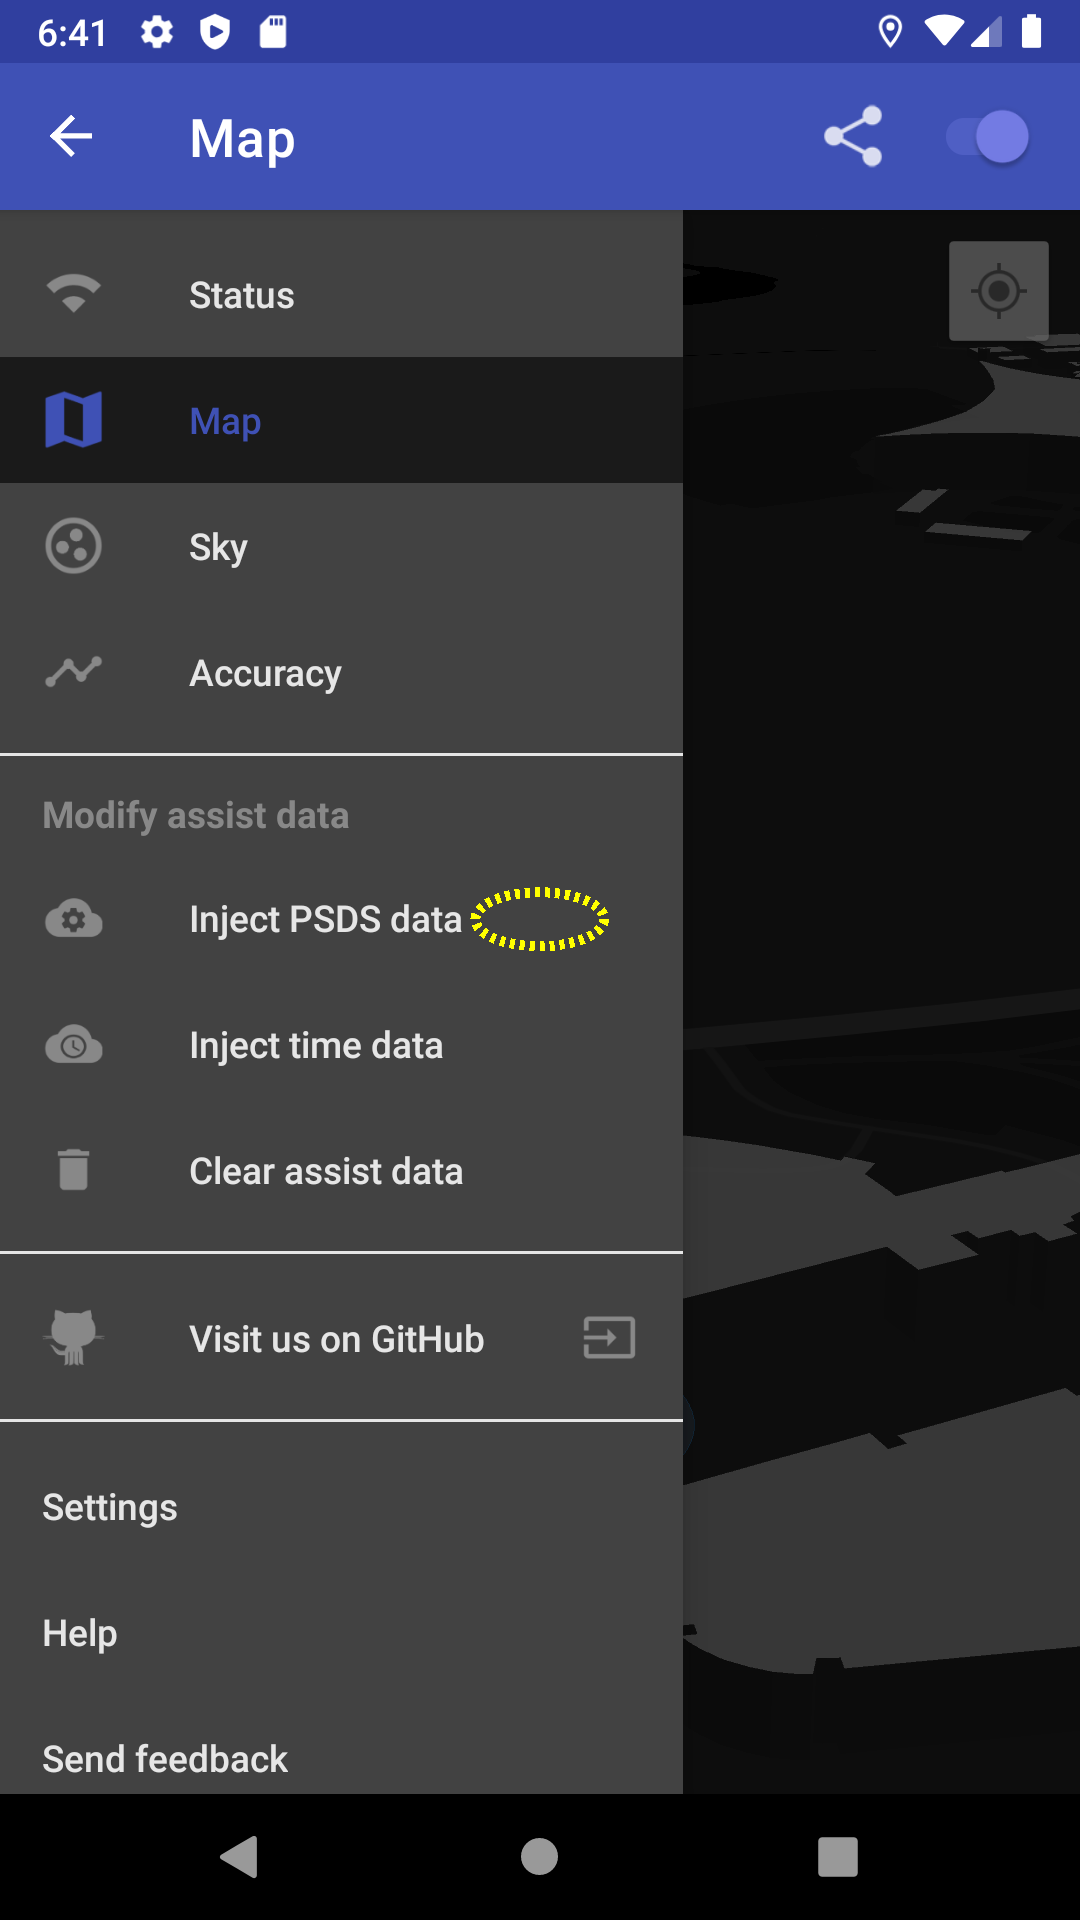 6:41
Map
Status
Map
Sky
Accuracy
Modify assist data
Inject PSDS data
Inject time data
Clear assist data
Visit us on GitHub
Settings
Help
Send feedback